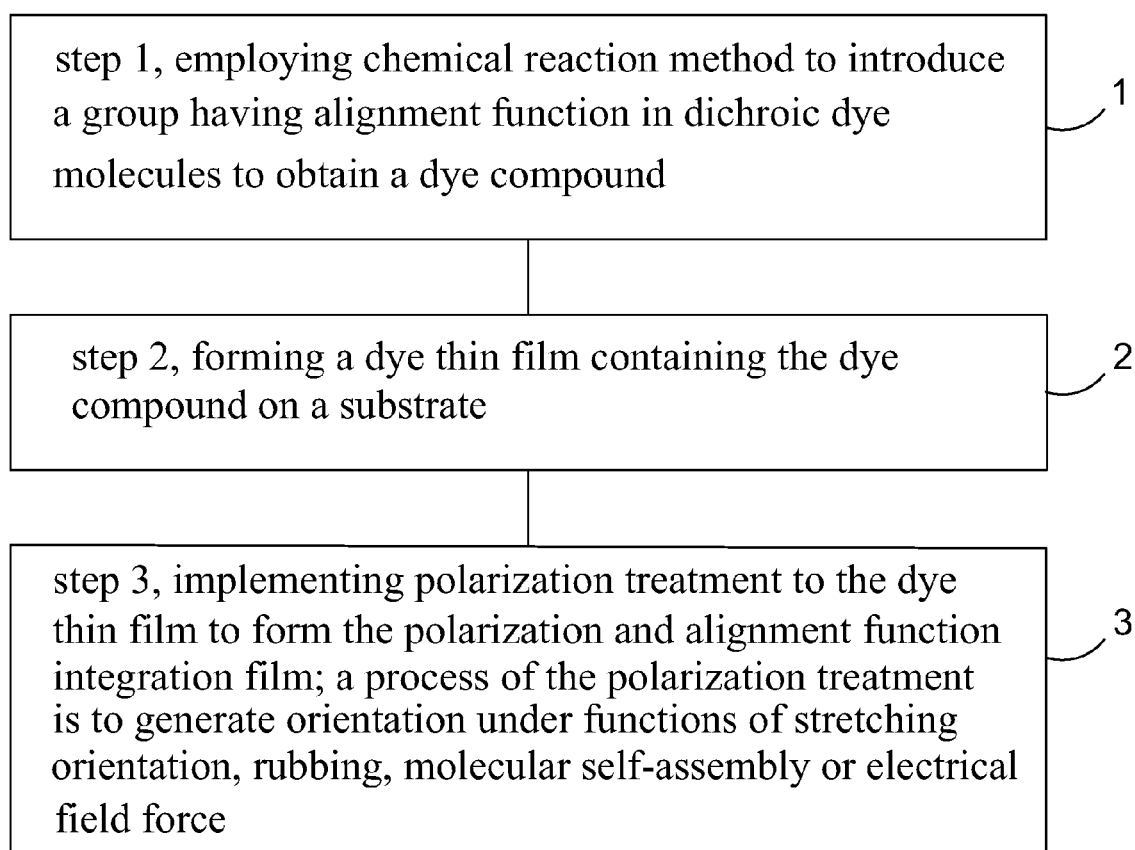 step 1, employing chemical reaction method to introduce
a group having alignment function in dichroic dye
molecules to obtain a dye compound
1
step 2, forming a dye thin film containing the dye
compound on a substrate
2
step 3, implementing polarization treatment to the dye
thin film to form the polarization and alignment function
integration film; a process of the polarization treatment
is to generate orientation under functions of stretching
orientation, rubbing, molecular self-assembly or electrical
field force
3